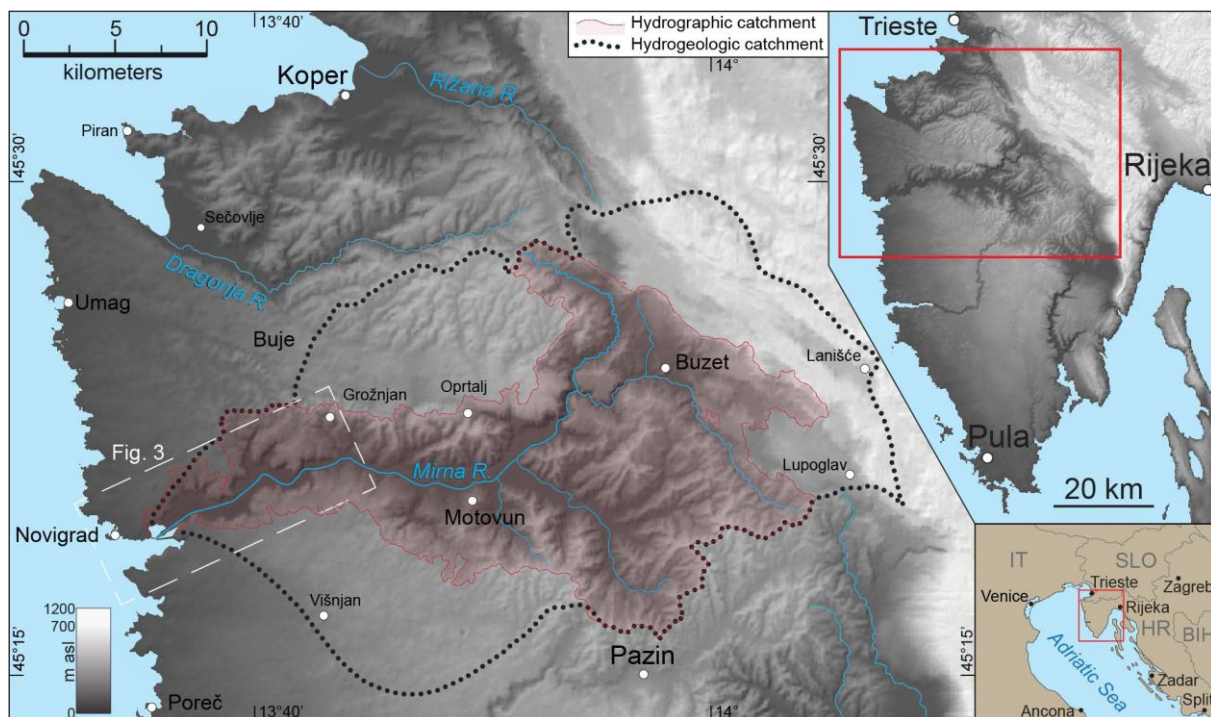 0 5 10
kilometers
13°40'
Hydrographic catchment
Hydrogeologic catchment
14°
Koper
Rižana R.
Piran
45°30'
45°30'
Sečovlje
Dragonja R.
Umag
Buje
Buzet
Lanišće
Grožnjan
Oprtalj
Fig. 3
Mirna R.
Lupoglav
Motovun
Novigrad
Višnjan
1200
700
m asl
0
45°15'
45°15'
Pazin
Poreč
13°40'
14°
Trieste
Rijeka
Pula
20 km
IT
SLO
Venice
Trieste
Zagreb
Rijeka
HR
BIH
Adriatic Sea
Zadar
Ancona
Split